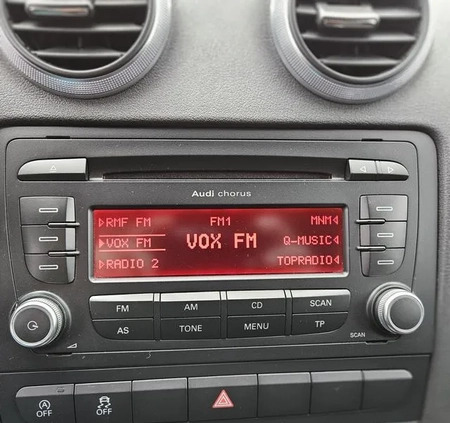 Audi chorus
RMF FM FM1 MNM
VOX FM VOX FM Q-MUSIC
RADIO 2 TOPRADIO
FM AM CD SCAN
AS TONE MENU TP
SCAN
OFF OFF